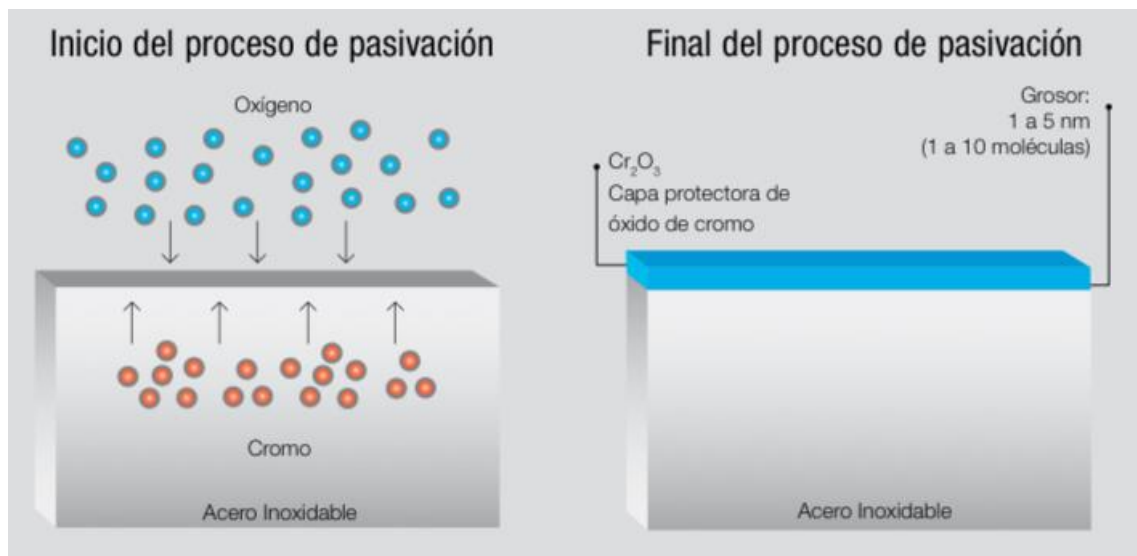 Inicio del proceso de pasivación
Oxígeno
Cromo
Acero Inoxidable
Final del proceso de pasivación
Grosor:
1 a 5 nm
(1 a 10 moléculas)
Cr₂O₃
Capa protectora de
óxido de cromo
Acero Inoxidable